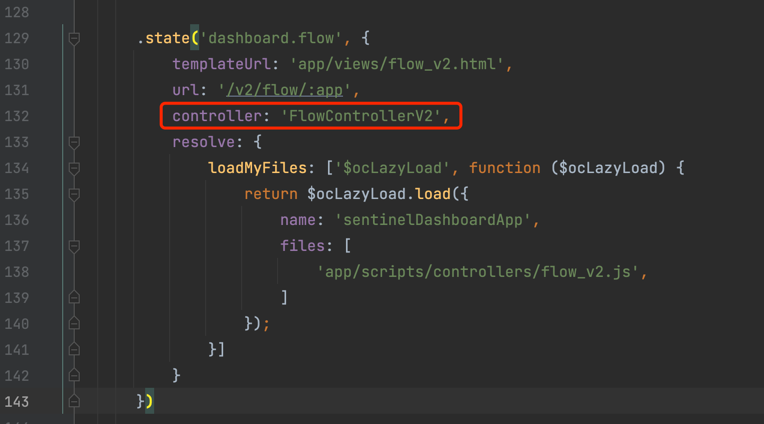 128
129 .state('dashboard.flow', {
130 templateUrl: 'app/views/flow_v2.html',
131 url: '/v2/flow/:app',
132 controller: 'FlowControllerV2',
133 resolve: {
134 loadMyFiles: ['$ocLazyLoad', function ($ocLazyLoad) {
135 return $ocLazyLoad.load({
136 name: 'sentinelDashboardApp',
137 files: [
138 'app/scripts/controllers/flow_v2.js',
139 ]
140 });
141 }]
142 }
143 })